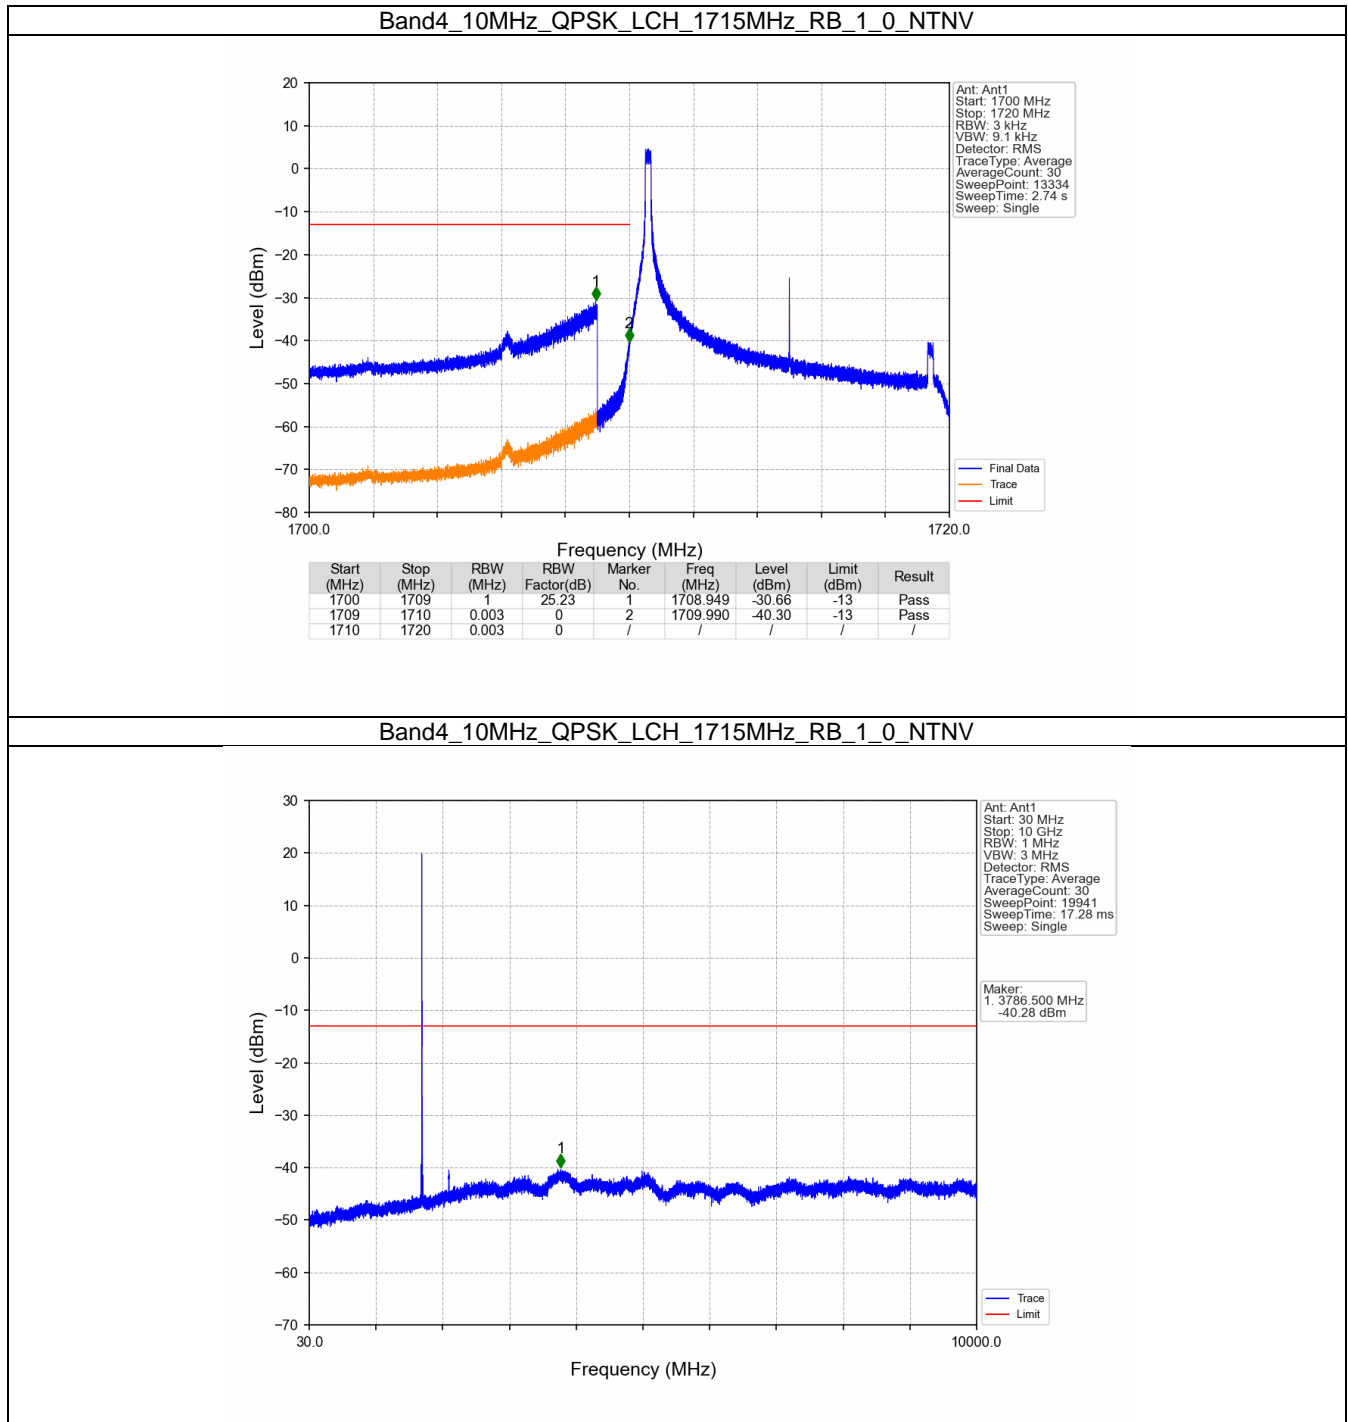 Band4_10MHz_QPSK_LCH_1715MHz_RB_1_0_NTNV
20
10
0
−10
−20
−30
−40
−50
−60
−70
−80
Level (dBm)
1
2
Ant: Ant1
Start: 1700 MHz
Stop: 1720 MHz
RBW: 3 kHz
VBW: 9.1 kHz
Detector: RMS
TraceType: Average
AverageCount: 30
SweepPoint: 13334
SweepTime: 2.74 s
Sweep: Single
Final Data
Trace
Limit
1700.0 1720.0
Frequency (MHz)
Start (MHz) Stop (MHz) RBW (MHz) RBW Factor(dB) Marker No. Freq (MHz) Level (dBm) Limit (dBm) Result
1700 1709 1 25.23 1 1708.949 -30.66 -13 Pass
1709 1710 0.003 0 2 1709.990 -40.30 -13 Pass
1710 1720 0.003 0 / / / / /
Band4_10MHz_QPSK_LCH_1715MHz_RB_1_0_NTNV
30
20
10
0
−10
−20
−30
−40
−50
−60
−70
Level (dBm)
1
Ant: Ant1
Start: 30 MHz
Stop: 10 GHz
RBW: 1 MHz
VBW: 3 MHz
Detector: RMS
TraceType: Average
AverageCount: 30
SweepPoint: 19941
SweepTime: 17.28 ms
Sweep: Single
Maker:
1. 3786.500 MHz
-40.28 dBm
Trace
Limit
30.0 10000.0
Frequency (MHz)